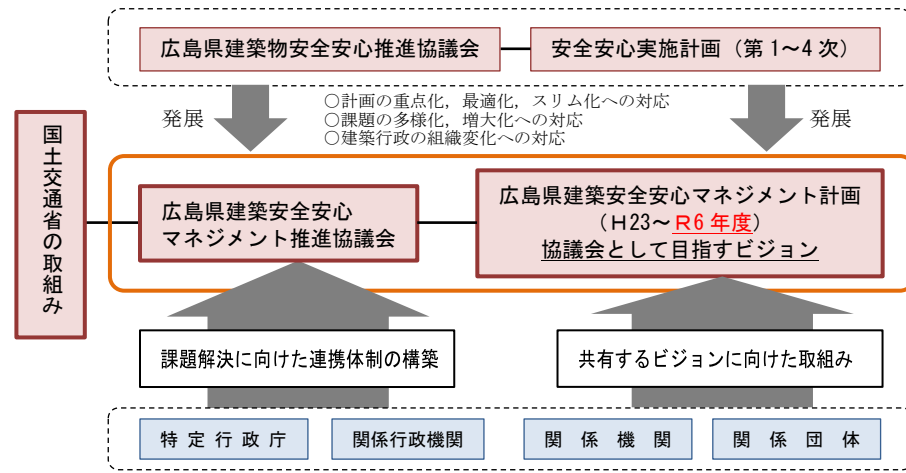 広島県建築物安全安心推進協議会
安全安心実施計画（第1～4次）
発展
○計画の重点化，最適化，スリム化への対応
○課題の多様化，増大化への対応
○建築行政の組織変化への対応
発展
国土交通省の取組み
広島県建築安全安心
マネジメント推進協議会
広島県建築安全安心マネジメント計画
（H23～R6年度）
協議会として目指すビジョン
課題解決に向けた連携体制の構築
共有するビジョンに向けた取組み
特定行政庁
関係行政機関
関係機関
関係団体